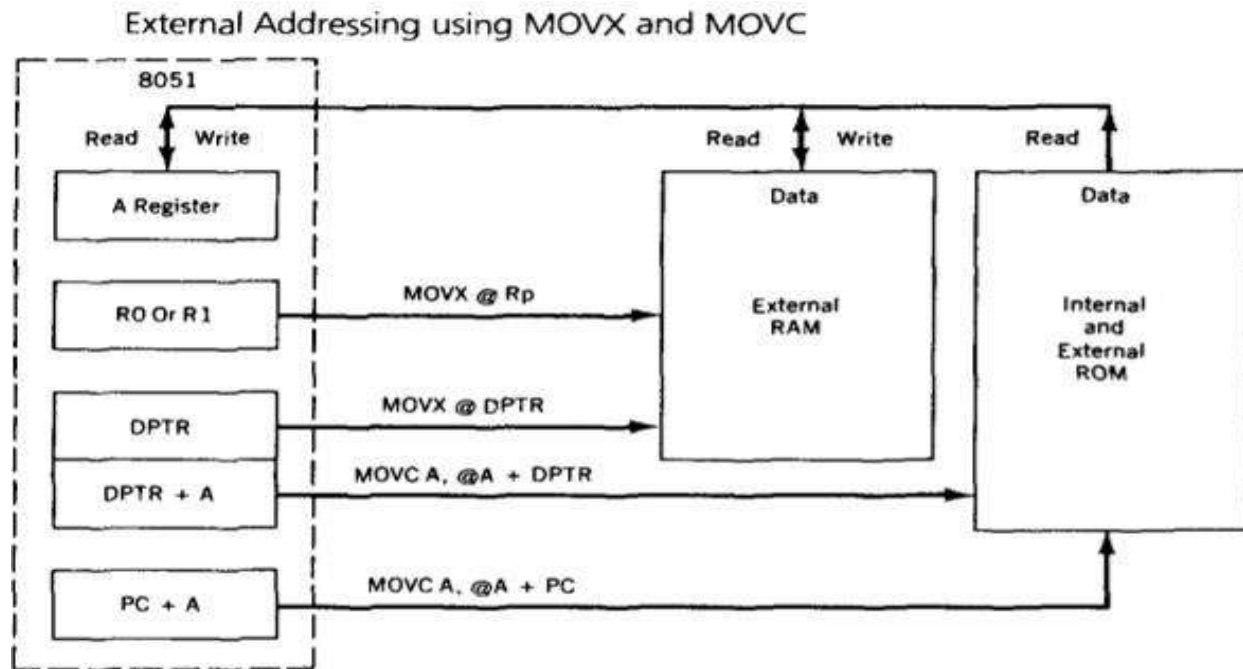 External Addressing using MOVX and MOVC
8051
Read Write
Read Write
Read
A Register
Data
Data
R0 Or R1
MOVX @ Rp
External
RAM
Internal
and
External
ROM
DPTR
MOVX @ DPTR
DPTR + A
MOVC A, @A + DPTR
PC + A
MOVC A, @A + PC